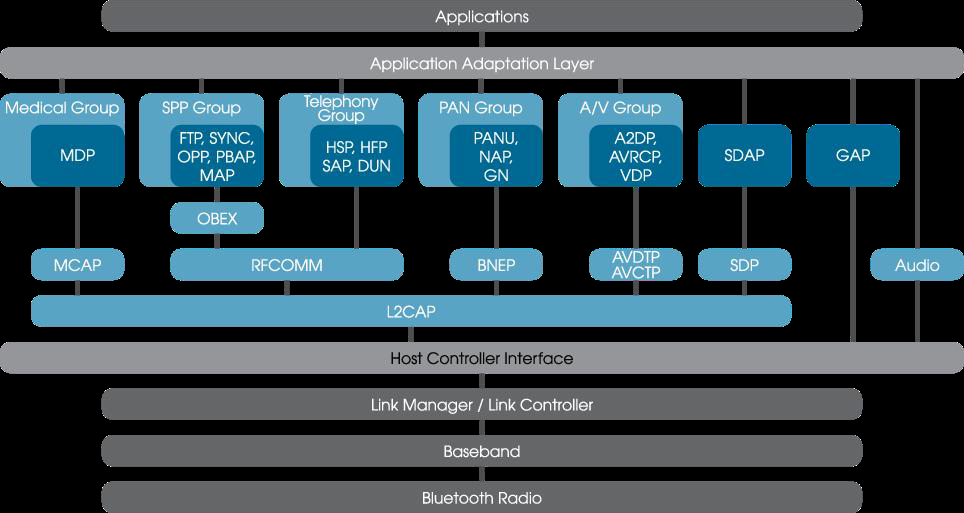 Applications
Application Adaptation Layer
Medical Group
MDP
SPP Group
FTP, SYNC,
OPP, PBAP,
MAP
Telephony
Group
HSP, HFP
SAP, DUN
PAN Group
PANU,
NAP,
GN
A/V Group
A2DP,
AVRCP,
VDP
SDAP
GAP
OBEX
MCAP
RFCOMM
BNEP
AVDTP
AVCTP
SDP
Audio
L2CAP
Host Controller Interface
Link Manager / Link Controller
Baseband
Bluetooth Radio